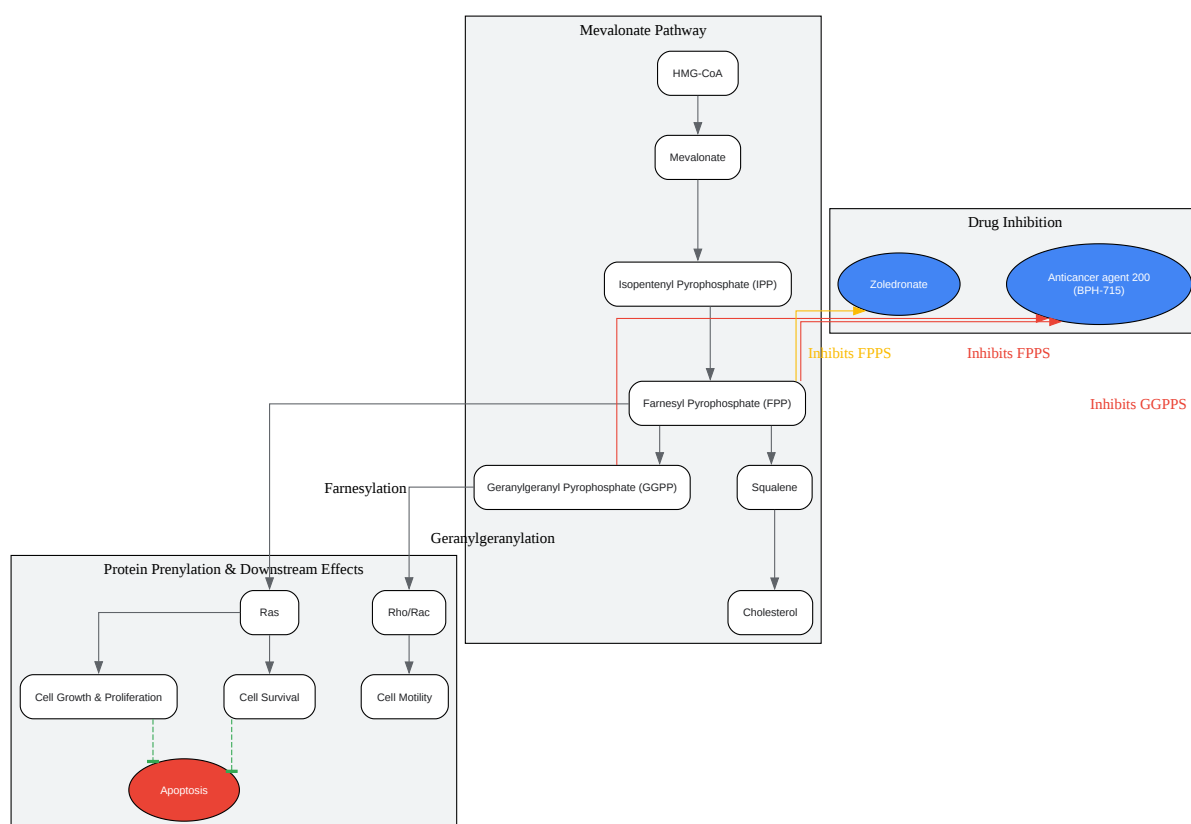 Mevalonate Pathway
HMG-CoA
Mevalonate
Drug Inhibition
Isopentenyl Pyrophosphate (IPP)
Zoledronate
Anticancer agent 200
(BPH-715)
Inhibits FPPS
Inhibits FPPS
Inhibits GGPPS
Farnesyl Pyrophosphate (FPP)
Farnesylation
Geranylgeranyl Pyrophosphate (GGPP)
Squalene
Geranylgeranylation
Protein Prenylation & Downstream Effects
Ras
Rho/Rac
Cholesterol
Cell Growth & Proliferation
Cell Survival
Cell Motility
Apoptosis